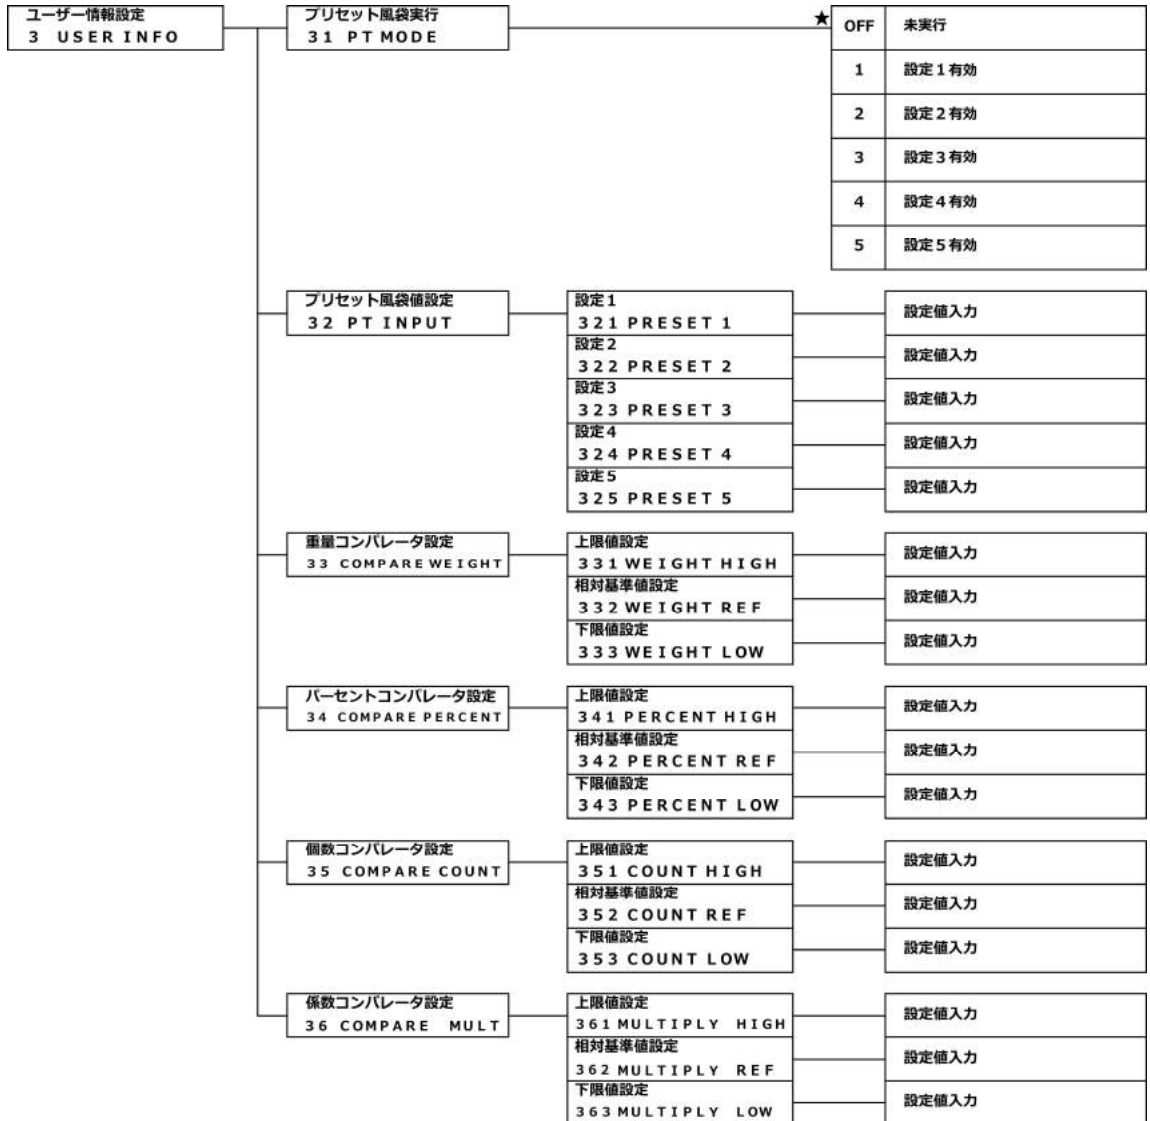 ユーザー情報設定
3 USER INFO
プリセット風袋実行
31 PT MODE
★
OFF 未実行
1 設定1有効
2 設定2有効
3 設定3有効
4 設定4有効
5 設定5有効
プリセット風袋値設定
32 PT INPUT
設定1
321 PRESET 1
設定値入力
設定2
322 PRESET 2
設定値入力
設定3
323 PRESET 3
設定値入力
設定4
324 PRESET 4
設定値入力
設定5
325 PRESET 5
設定値入力
重量コンパレータ設定
33 COMPARE WEIGHT
上限値設定
331 WEIGHT HIGH
設定値入力
相対基準値設定
332 WEIGHT REF
設定値入力
下限値設定
333 WEIGHT LOW
設定値入力
パーセントコンパレータ設定
34 COMPARE PERCENT
上限値設定
341 PERCENT HIGH
設定値入力
相対基準値設定
342 PERCENT REF
設定値入力
下限値設定
343 PERCENT LOW
設定値入力
個数コンパレータ設定
35 COMPARE COUNT
上限値設定
351 COUNT HIGH
設定値入力
相対基準値設定
352 COUNT REF
設定値入力
下限値設定
353 COUNT LOW
設定値入力
係数コンパレータ設定
36 COMPARE MULT
上限値設定
361 MULTIPLY HIGH
設定値入力
相対基準値設定
362 MULTIPLY REF
設定値入力
下限値設定
363 MULTIPLY LOW
設定値入力